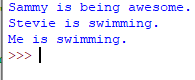 Sammy is being awesome.
Stevie is swimming.
Me is swimming.
>>>